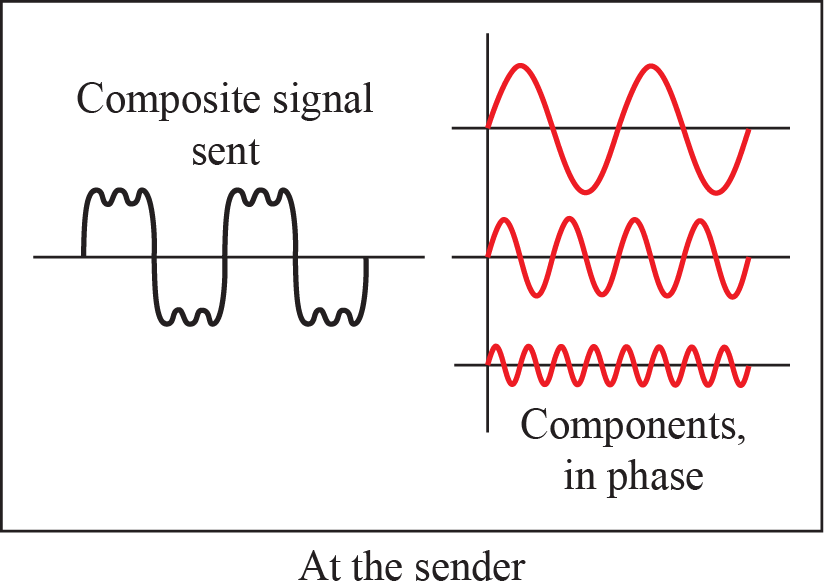 Composite signal
sent
Components,
in phase
At the sender